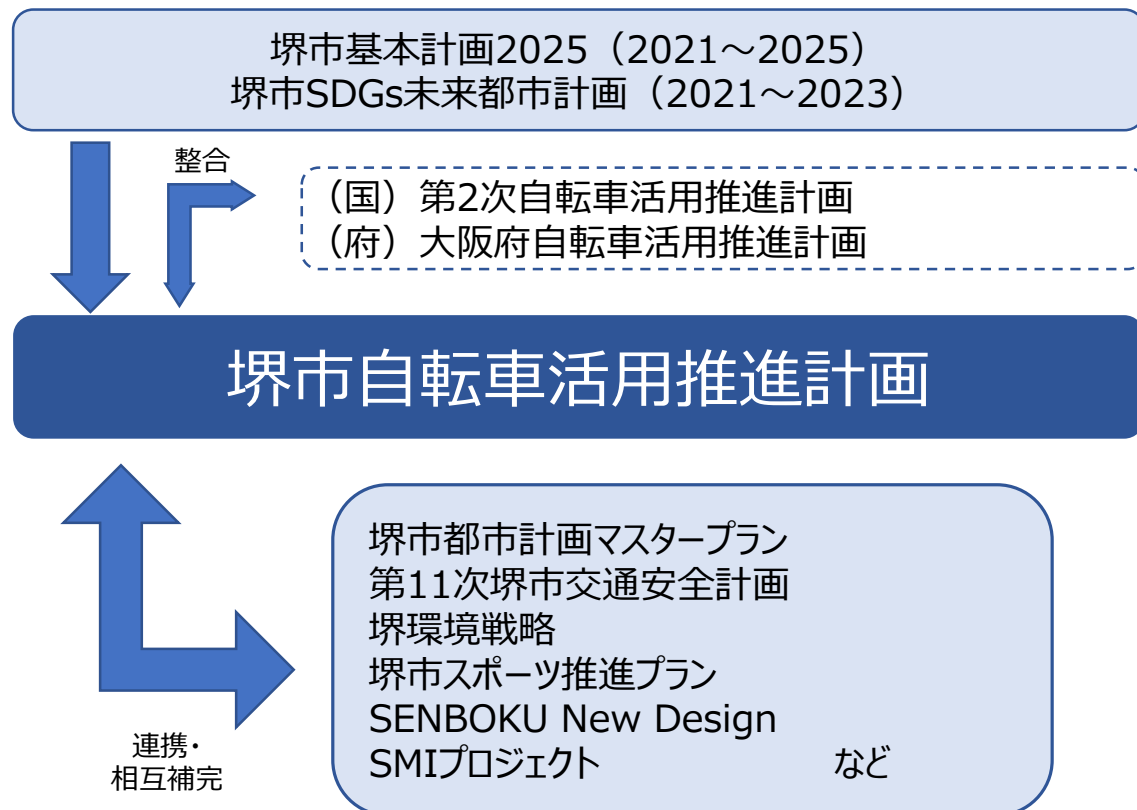 堺市基本計画2025（2021～2025）
堺市SDGs未来都市計画（2021～2023）
整合
（国）第2次自転車活用推進計画
（府）大阪府自転車活用推進計画
堺市自転車活用推進計画
堺市都市計画マスタープラン
第11次堺市交通安全計画
堺環境戦略
堺市スポーツ推進プラン
SENBOKU New Design
SMIプロジェクト　　　　　など
連携・
相互補完